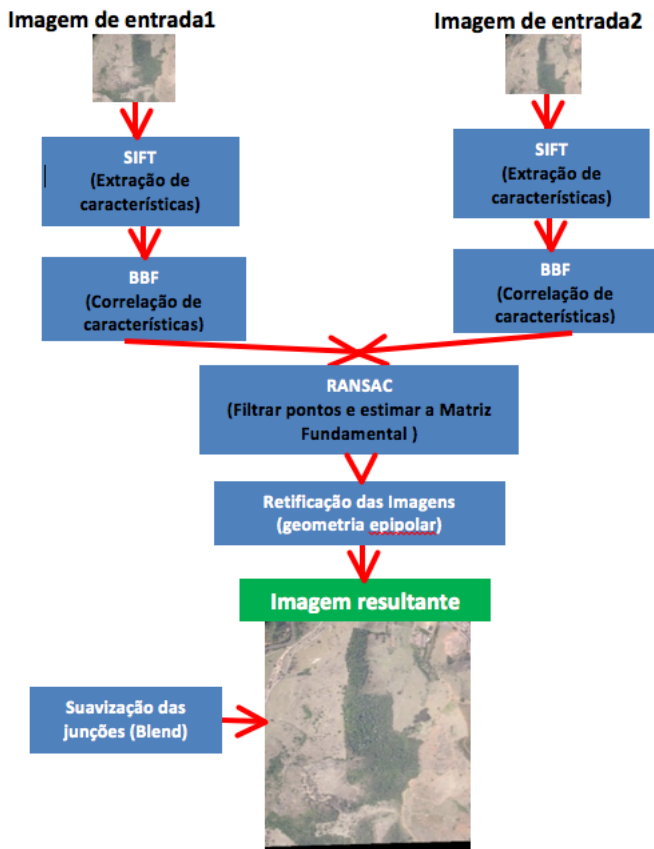 Imagem de entrada1
Imagem de entrada2
SIFT
(Extração de
características)
SIFT
(Extração de
características)
BBF
(Correlação de
características)
BBF
(Correlação de
características)
RANSAC
(Filtrar pontos e estimar a Matriz
Fundamental )
Retificação das Imagens
(geometria epipolar)
Imagem resultante
Suavização das
junções (Blend)